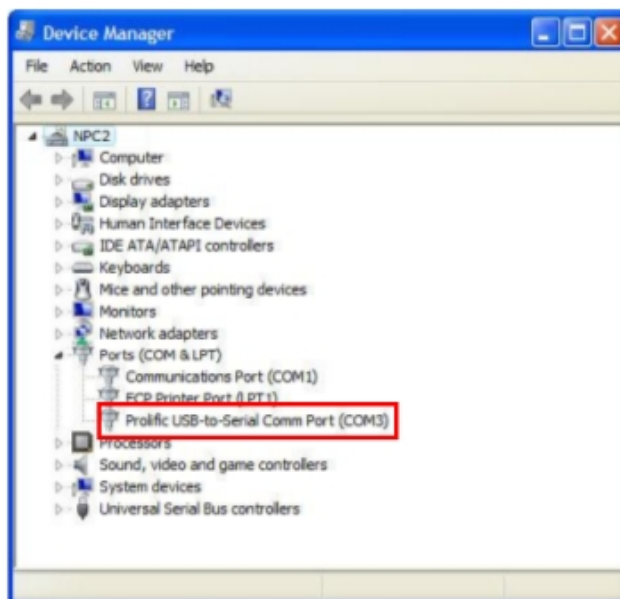 Device Manager
File Action View Help
NPC2
Computer
Disk drives
Display adapters
Human Interface Devices
IDE ATA/ATAPI controllers
Keyboards
Mice and other pointing devices
Monitors
Network adapters
Ports (COM & LPT)
Communications Port (COM1)
ECP Printer Port (LPT1)
Prolific USB-to-Serial Comm Port (COM3)
Processors
Sound, video and game controllers
System devices
Universal Serial Bus controllers